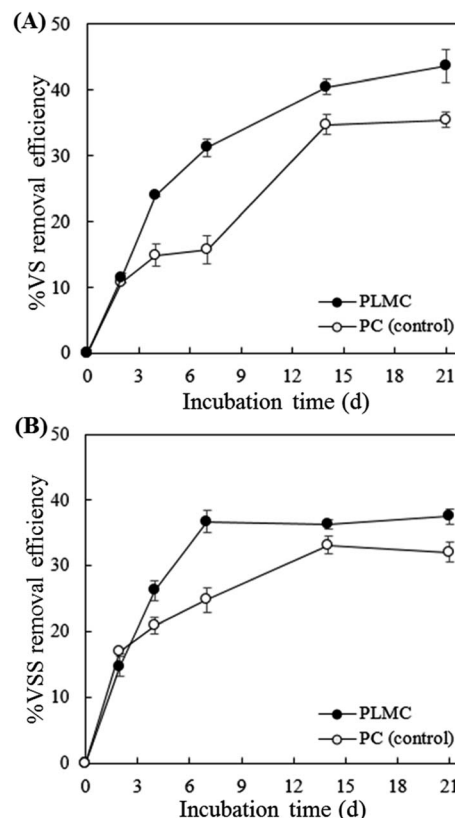 (A)
50
40
30
20
10
0
%VS removal efficiency
PLMC
PC (control)
0 3 6 9 12 15 18 21
Incubation time (d)
(B)
50
40
30
20
10
0
%VSS removal efficiency
PLMC
PC (control)
0 3 6 9 12 15 18 21
Incubation time (d)